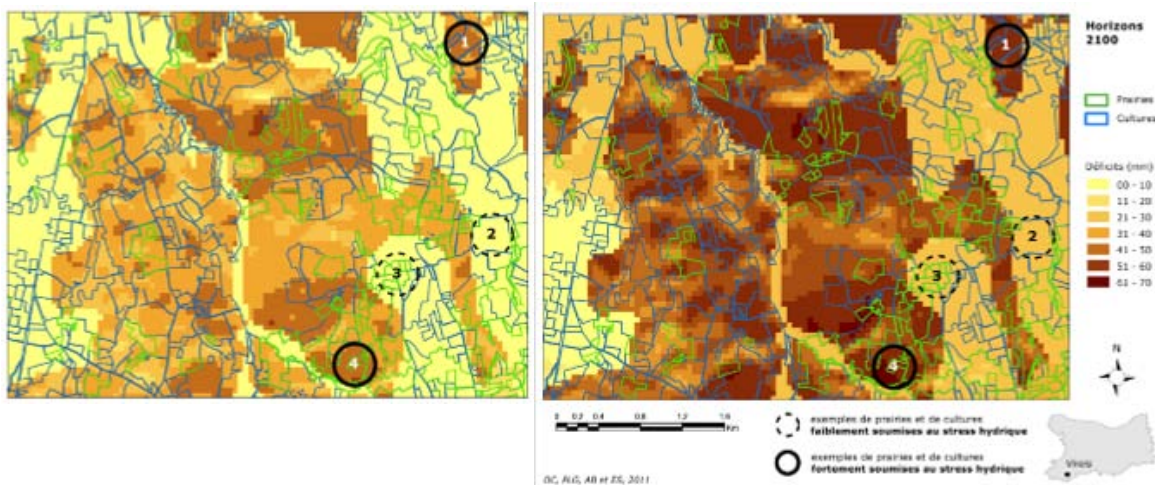 1
2
3
4
1
2
3
4
Horizons
2100
Prairies
Cultures
Déficits (mm)
00 - 10
11 - 20
21 - 30
31 - 40
41 - 50
51 - 60
61 - 70
N
0 0.2 0.4 0.8 1.2 1.6
Km
exemples de prairies et de cultures
faiblement soumises au stress hydrique
exemples de prairies et de cultures
fortement soumises au stress hydrique
AB et ES, 2011